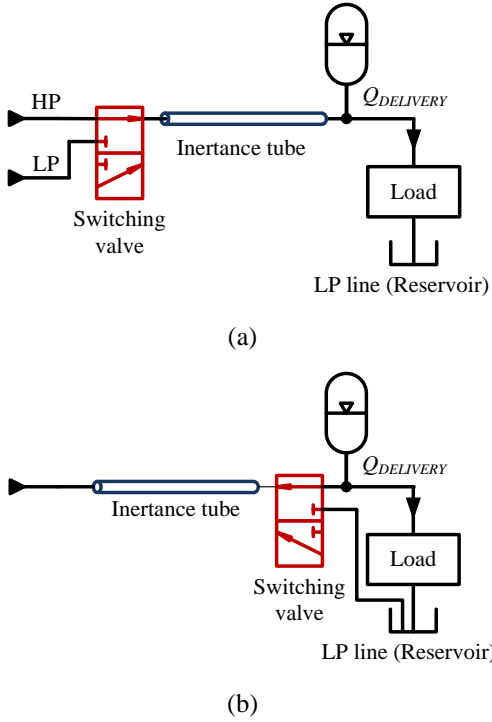 HP
Q_DELIVERY
Inertance tube
LP
Load
Switching
valve
LP line (Reservoir)
(a)
Q_DELIVERY
Inertance tube
Load
Switching
valve
LP line (Reservoir)
(b)